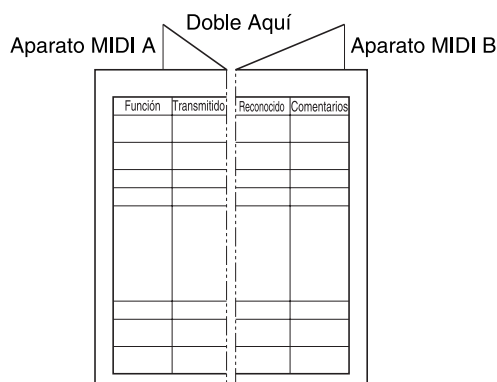 Doble Aquí
Aparato MIDI A
Aparato MIDI B
Función Transmitido Reconocido Comentarios